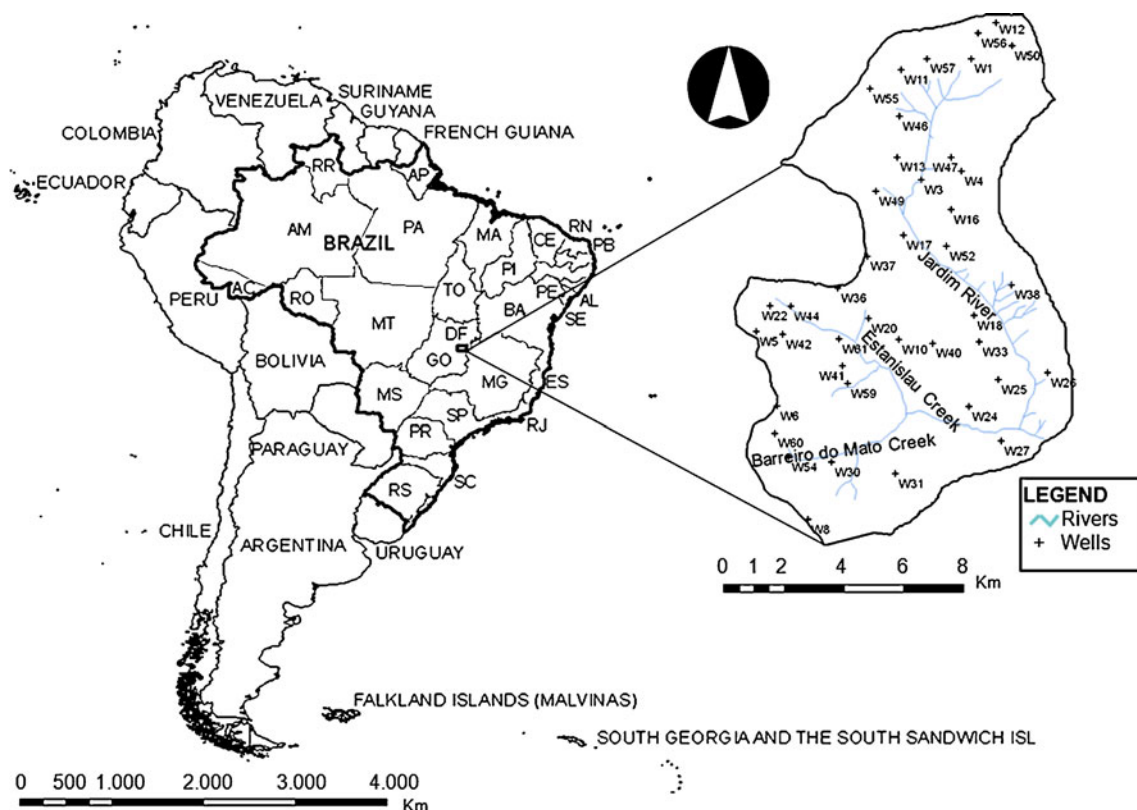 VENEZUELA
SURINAME
GUYANA
FRENCH GUIANA
COLOMBIA
ECUADOR
RR
AP
AM
PA
BRAZIL
MA
CE
RN
PB
PI
PE
AL
SE
AC
RO
TO
BA
PERU
MT
DF
GO
BOLIVIA
MG
ES
MS
SP
RJ
PARAGUAY
PR
SC
RS
CHILE
ARGENTINA
URUGUAY
FALKLAND ISLANDS (MALVINAS)
SOUTH GEORGIA AND THE SOUTH SANDWICH ISL
0 500 1.000 2.000 3.000 4.000
Km
W12
W56
W50
W57
W1
W11
W55
W46
W13
W47
W4
W3
W49
W16
W17
W52
W37
Jardim River
W38
W36
W22
W44
W18
W20
W5
W42
W61
W10
W40
W33
Estanislau Creek
W41
W59
W25
W26
W6
W24
W60
Barreiro do Mato Creek
W27
W54
W30
W31
W8
LEGEND
Rivers
Wells
0 1 2 4 6 8
Km